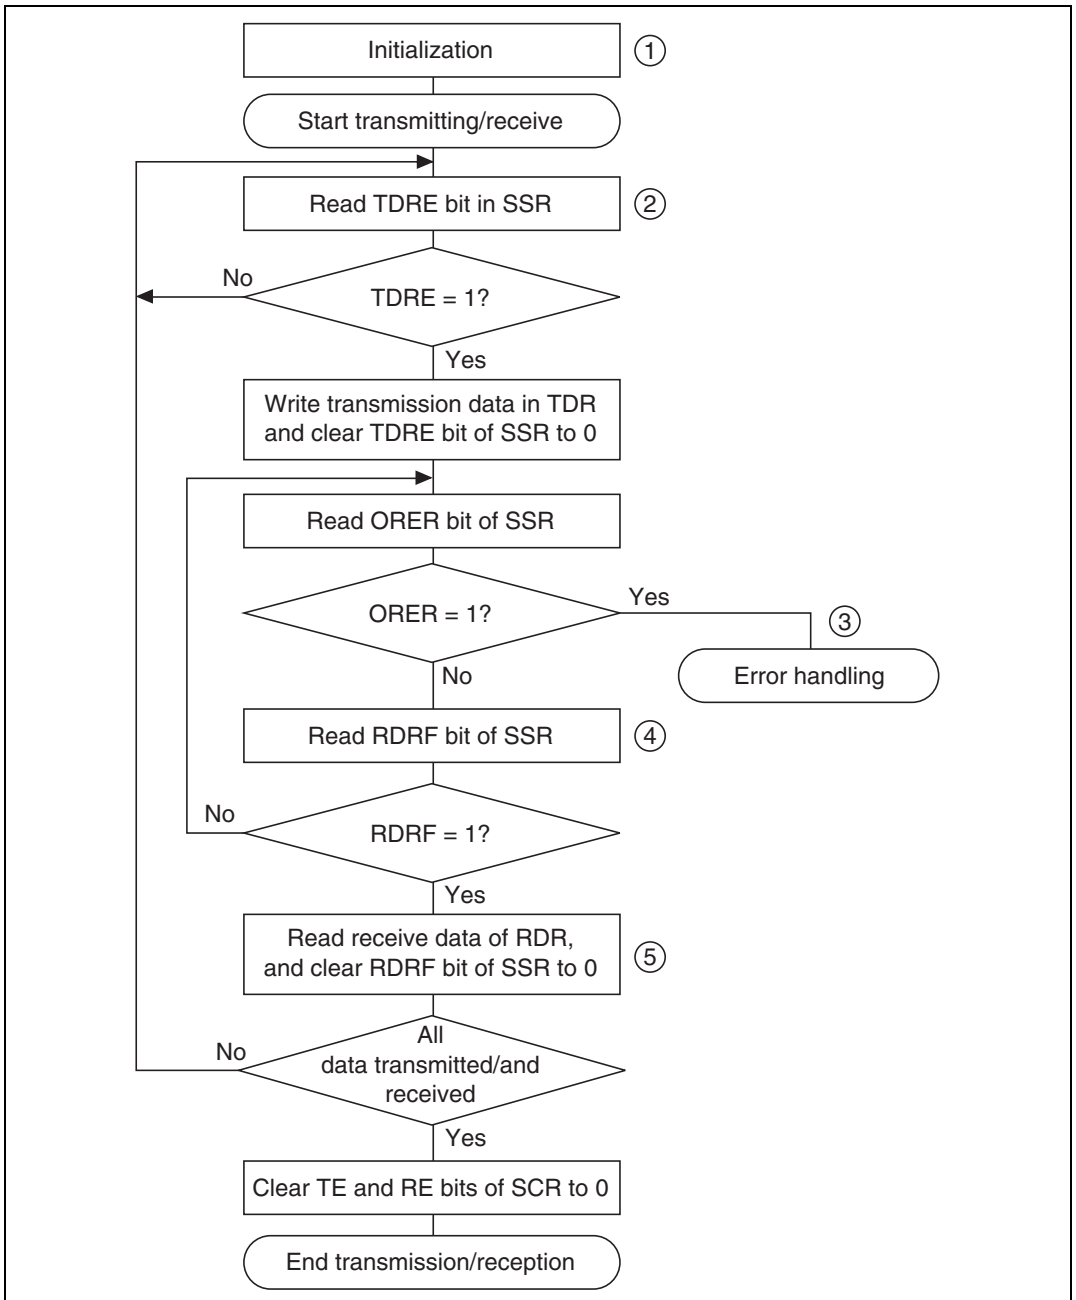 Initialization
①
Start transmitting/receive
Read TDRE bit in SSR
②
No
TDRE = 1?
Yes
Write transmission data in TDR
and clear TDRE bit of SSR to 0
Read ORER bit of SSR
ORER = 1?
Yes
③
Error handling
No
Read RDRF bit of SSR
④
No
RDRF = 1?
Yes
Read receive data of RDR,
and clear RDRF bit of SSR to 0
⑤
All
data transmitted/and
received
No
Yes
Clear TE and RE bits of SCR to 0
End transmission/reception